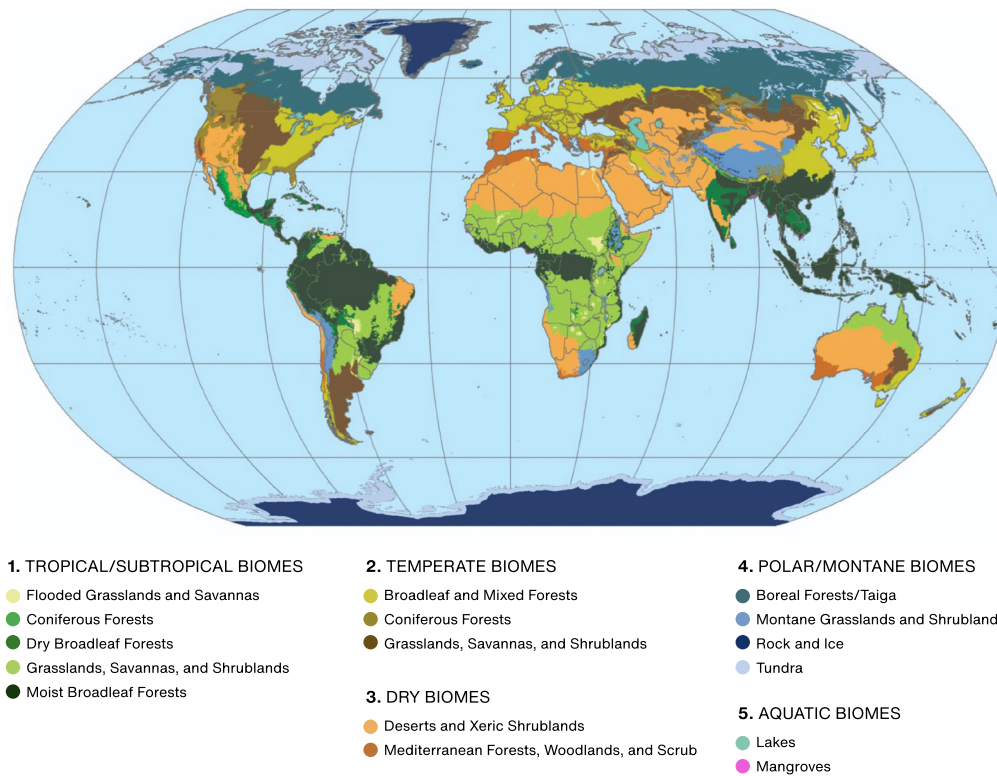 1. TROPICAL/SUBTROPICAL BIOMES
Flooded Grasslands and Savannas
Coniferous Forests
Dry Broadleaf Forests
Grasslands, Savannas, and Shrublands
Moist Broadleaf Forests
2. TEMPERATE BIOMES
Broadleaf and Mixed Forests
Coniferous Forests
Grasslands, Savannas, and Shrublands
3. DRY BIOMES
Deserts and Xeric Shrublands
Mediterranean Forests, Woodlands, and Scrub
4. POLAR/MONTANE BIOMES
Boreal Forests/Taiga
Montane Grasslands and Shrubland
Rock and Ice
Tundra
5. AQUATIC BIOMES
Lakes
Mangroves